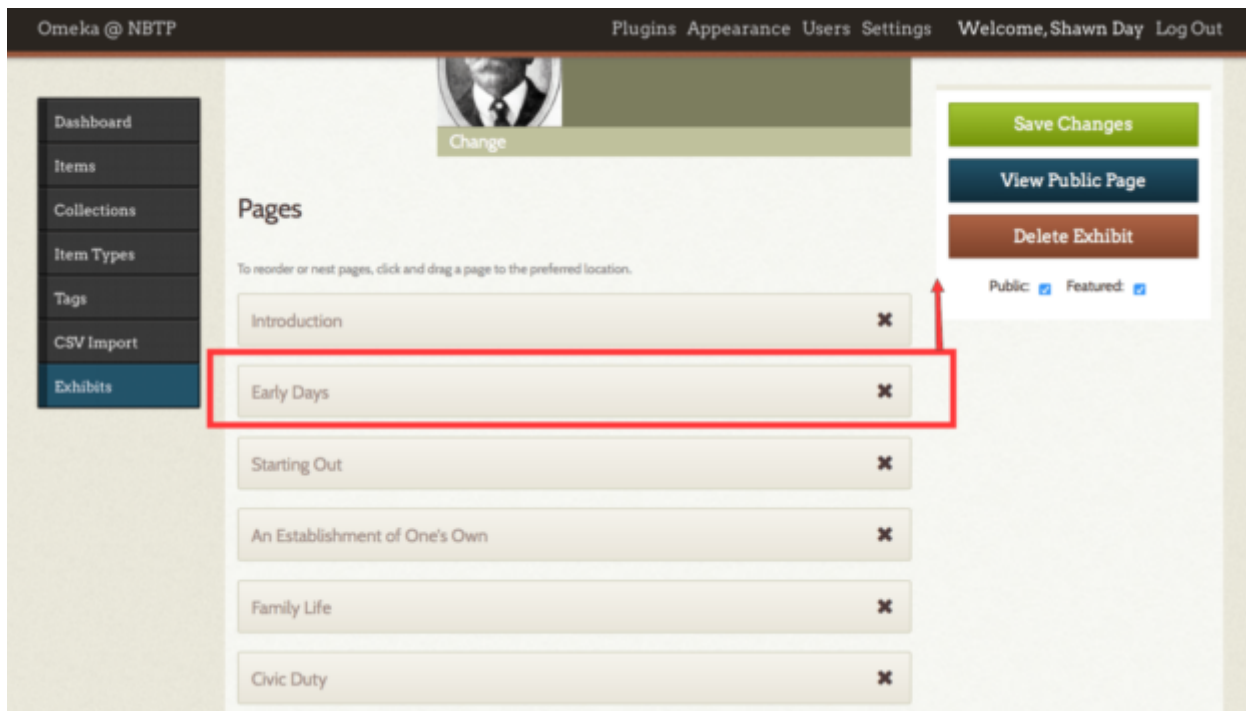 Omeka @ NBTP Plugins Appearance Users Settings Welcome, Shawn Day Log Out
Dashboard
Items
Collections
Item Types
Tags
CSV Import
Exhibits
Change
Pages
To reorder or nest pages, click and drag a page to the preferred location.
Introduction
Early Days
Starting Out
An Establishment of One's Own
Family Life
Civic Duty
Save Changes
View Public Page
Delete Exhibit
Public: Featured: